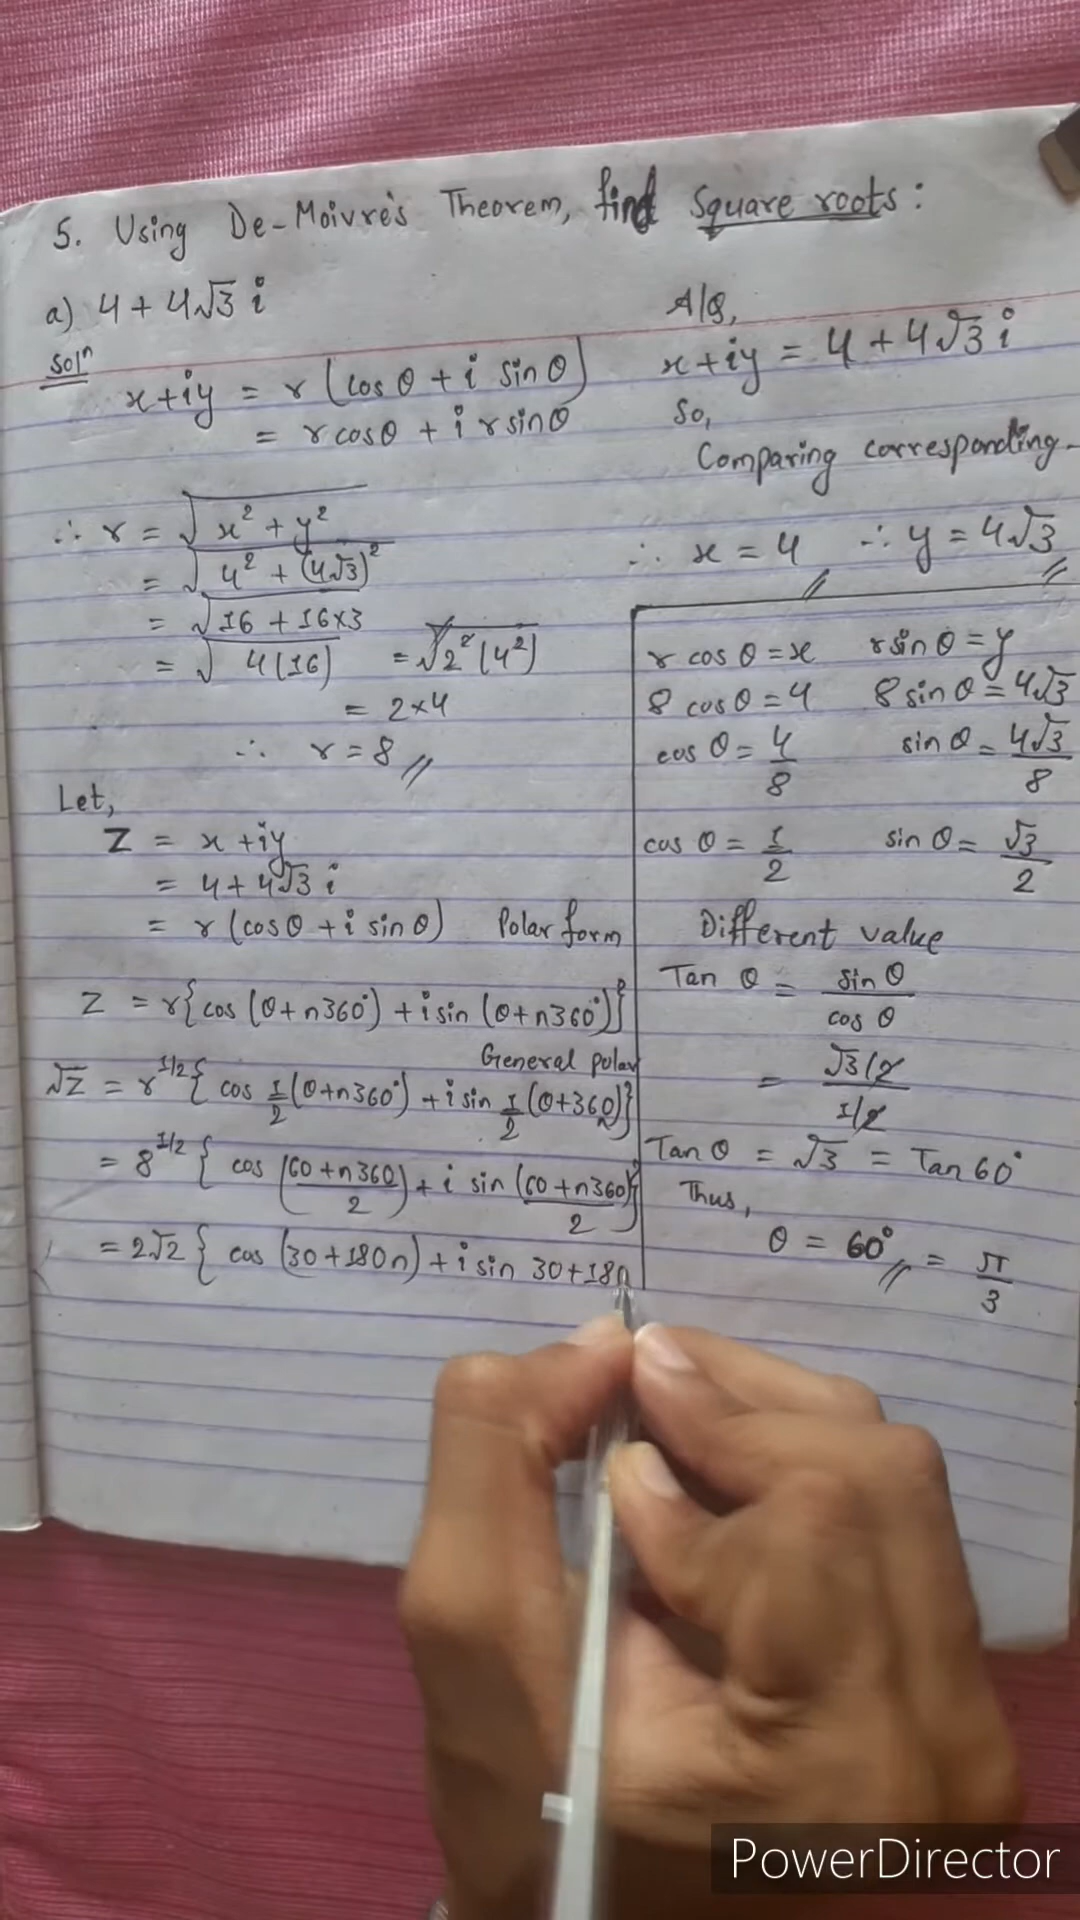 5. Using De-Moivre's Theorem, find Square roots:
a) 4 + 4√3 i
Solⁿ
x+iy = r (cos θ + i sin θ)
= r cos θ + i r sin θ
∴ r = √x² + y²
= √4² + (4√3)²
= √16 + 16×3
= √4(16) = √2²(4²)
= 2×4
∴ r = 8 //
Let,
Z = x + iy
= 4 + 4√3 i
= r (cos θ + i sin θ) Polar form
Z = r{cos (θ+n360°) + i sin (θ+n360°)}
General polar
√Z = r^1/2 { cos 1/2 (θ+n360°) + i sin 1/2 (θ+360)}
= 8^1/2 { cos (60+n360/2) + i sin (60+n360/2)}
= 2√2 { cos (30+180n) + i sin 30+18
A/Q,
x+iy = 4 + 4√3 i
So,
Comparing corresponding-
∴ x = 4 // ∴ y = 4√3 //
r cos θ = x r sin θ = y
8 cos θ = 4 8 sin θ = 4√3
cos θ = 4/8 sin θ = 4√3/8
cos θ = 1/2 sin θ = √3/2
Different value
Tan θ = sin θ/cos θ
= √3/2 / 1/2
Tan θ = √3 = Tan 60°
Thus,
θ = 60° // = π/3
PowerDirector